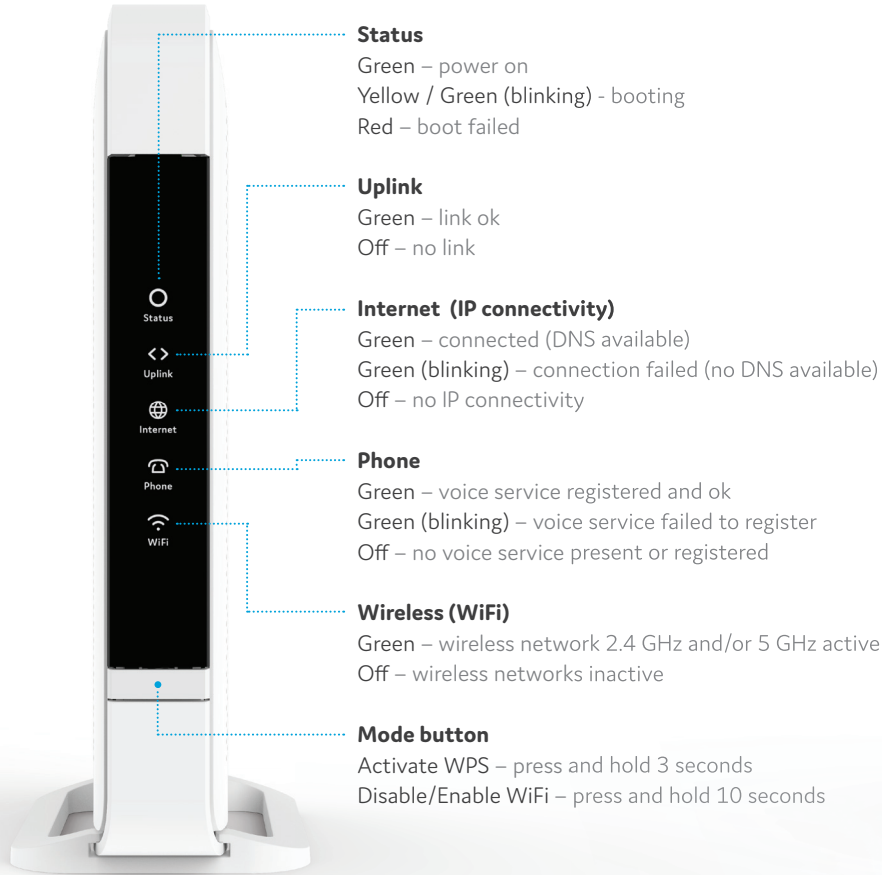 Status
Green – power on
Yellow / Green (blinking) - booting
Red – boot failed
Uplink
Green – link ok
Off – no link
Internet (IP connectivity)
Green – connected (DNS available)
Green (blinking) – connection failed (no DNS available)
Off – no IP connectivity
Phone
Green – voice service registered and ok
Green (blinking) – voice service failed to register
Off – no voice service present or registered
Wireless (WiFi)
Green – wireless network 2.4 GHz and/or 5 GHz active
Off – wireless networks inactive
Mode button
Activate WPS – press and hold 3 seconds
Disable/Enable WiFi – press and hold 10 seconds
Status
Uplink
Internet
Phone
WiFi